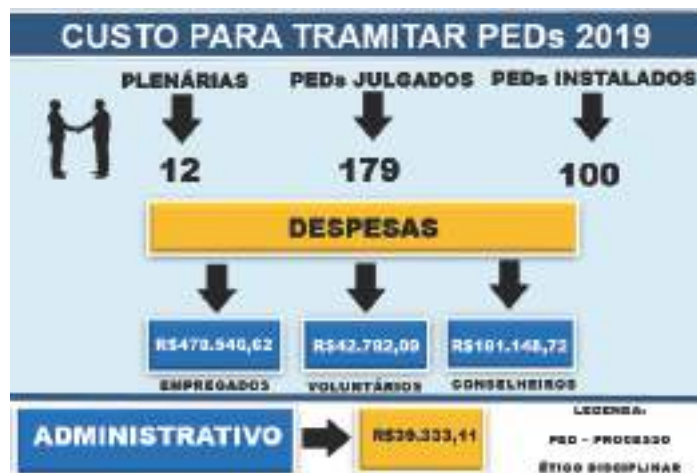 CUSTO PARA TRAMITAR PEDs 2019
PLENÁRIAS PEDs JULGADOS PEDs INSTALADOS
12 179 100
DESPESAS
EMPREGADOS VOLUNTÁRIOS CONSELHEIROS
ADMINISTRATIVO
LEGENDA:
PED - PROCESSO
ÉTICO DISCIPLINAR